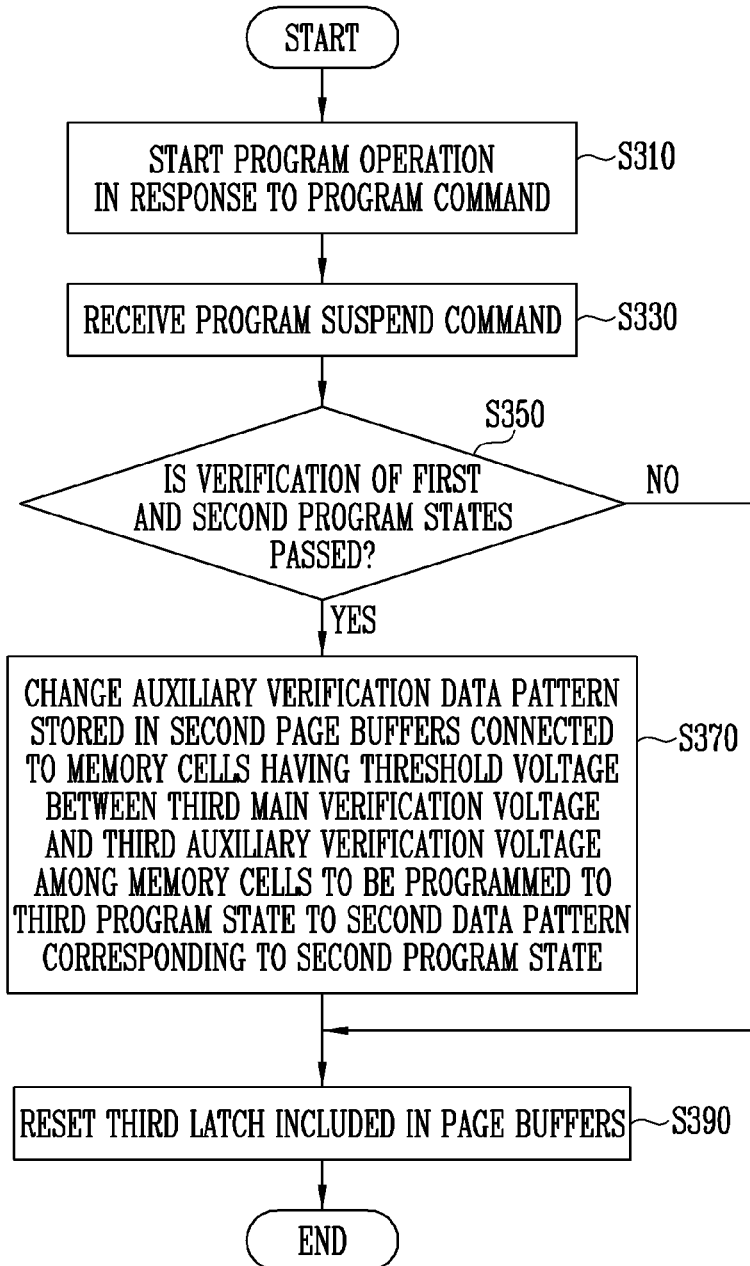 START
START PROGRAM OPERATION
IN RESPONSE TO PROGRAM COMMAND
S310
RECEIVE PROGRAM SUSPEND COMMAND
S330
S350
IS VERIFICATION OF FIRST
AND SECOND PROGRAM STATES
PASSED?
NO
YES
CHANGE AUXILIARY VERIFICATION DATA PATTERN
STORED IN SECOND PAGE BUFFERS CONNECTED
TO MEMORY CELLS HAVING THRESHOLD VOLTAGE
BETWEEN THIRD MAIN VERIFICATION VOLTAGE
AND THIRD AUXILIARY VERIFICATION VOLTAGE
AMONG MEMORY CELLS TO BE PROGRAMMED TO
THIRD PROGRAM STATE TO SECOND DATA PATTERN
CORRESPONDING TO SECOND PROGRAM STATE
S370
RESET THIRD LATCH INCLUDED IN PAGE BUFFERS
S390
END